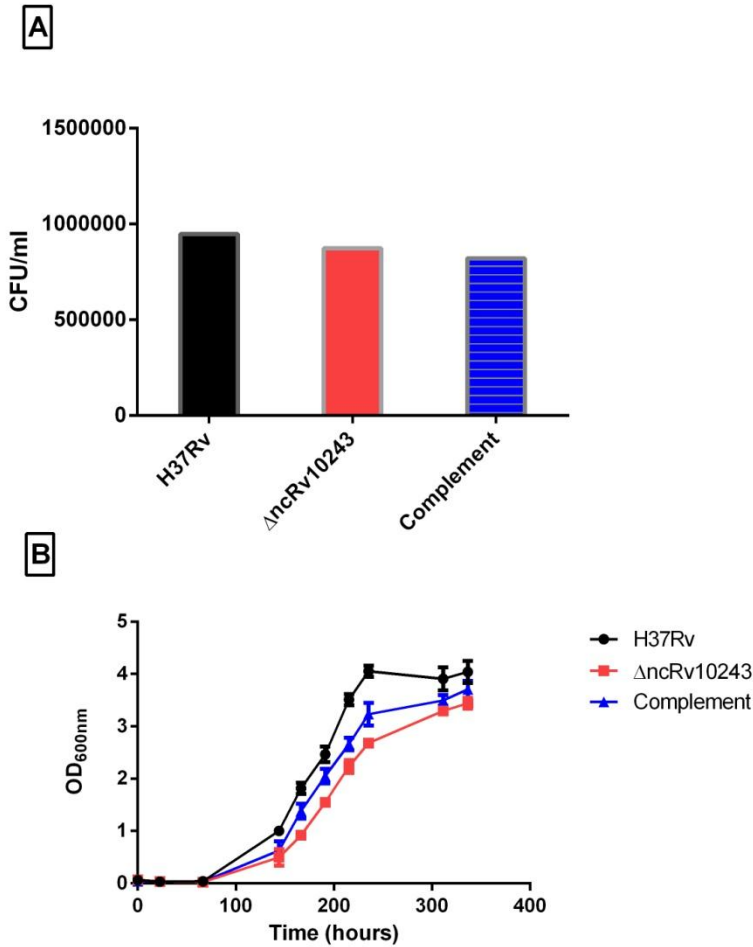 A
1500000
1000000
500000
0
CFU/ml
H37Rv
ΔncRv10243
Complement
B
5
4
3
2
1
0
OD600nm
0 100 200 300 400
Time (hours)
H37Rv
ΔncRv10243
Complement